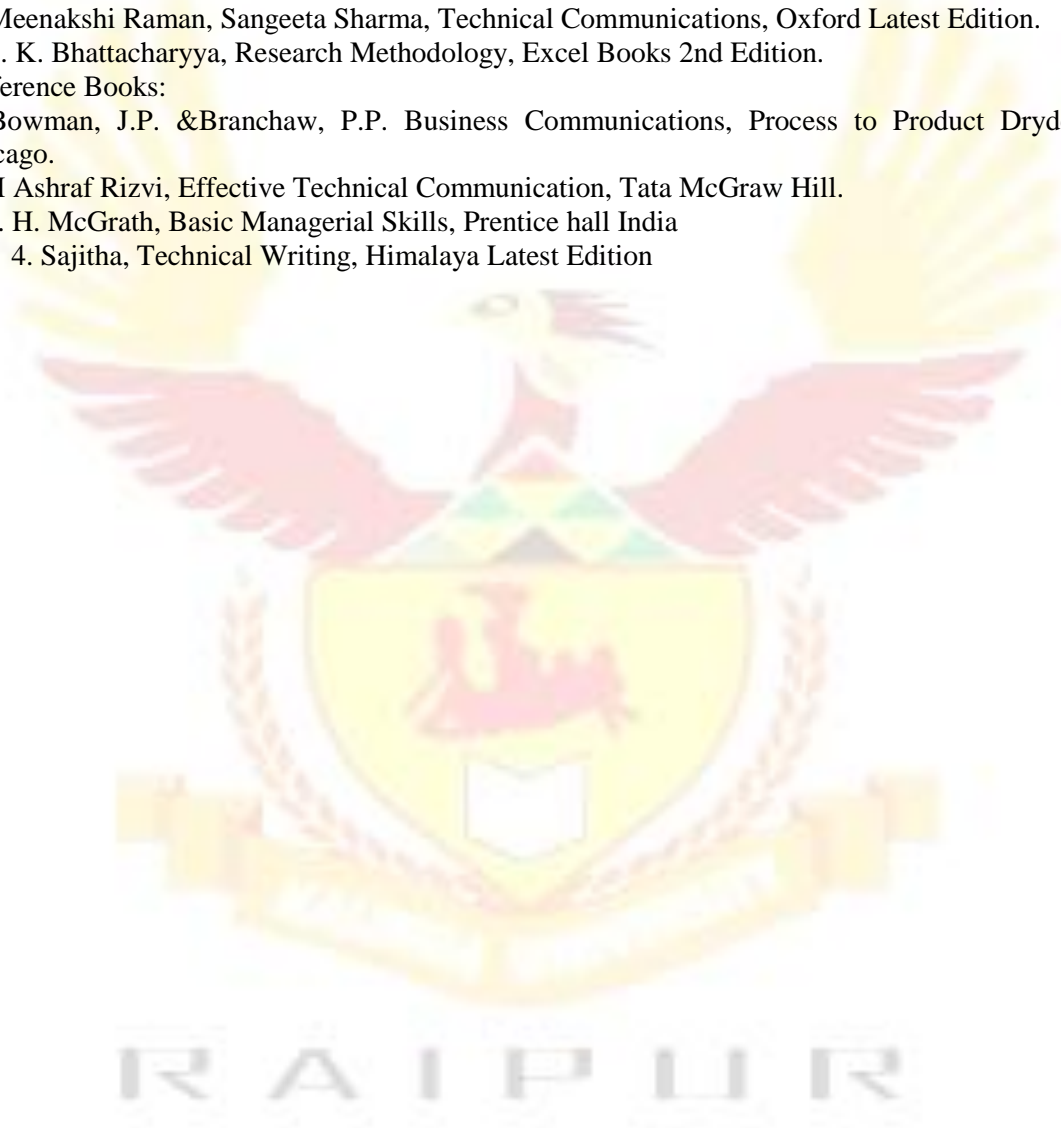 Meenakshi Raman, Sangeeta Sharma, Technical Communications, Oxford Latest Edition.
. K. Bhattacharyya, Research Methodology, Excel Books 2nd Edition.
erence Books:
Bowman, J.P. &Branchaw, P.P. Business Communications, Process to Product Dryd
cago.
Ashraf Rizvi, Effective Technical Communication, Tata McGraw Hill.
. H. McGrath, Basic Managerial Skills, Prentice hall India
4. Sajitha, Technical Writing, Himalaya Latest Edition
RAIPUR